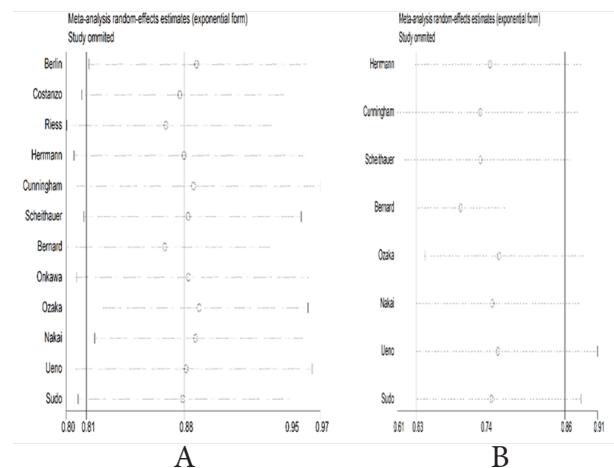 Meta-analysis random-effects estimates (exponential form)
Study ommited
Berlin
Costanzo
Riess
Herrmann
Cunningham
Scheithauer
Bernard
Onkawa
Ozaka
Nakai
Ueno
Sudo
0.80 0.81 0.88 0.95 0.97
A
Meta-analysis random-effects estimates (exponential form)
Study ommited
Herrmann
Cunningham
Scheithauer
Bernard
Ozaka
Nakai
Ueno
Sudo
0.61 0.63 0.74 0.86 0.91
B